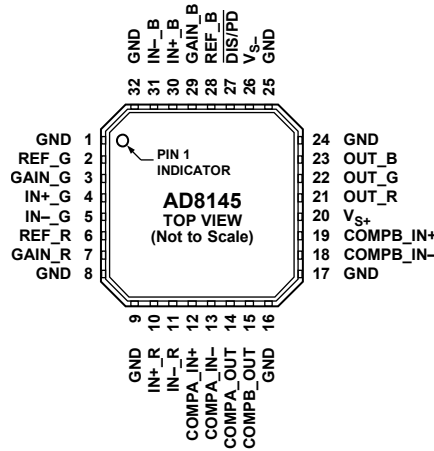 GND
IN–_B
IN+_B
GAIN_B
REF_B
DIS/PD
VS–
GND
32
31
30
29
28
27
26
25
GND 1
REF_G 2
GAIN_G 3
IN+_G 4
IN–_G 5
REF_R 6
GAIN_R 7
GND 8
PIN 1
INDICATOR
AD8145
TOP VIEW
(Not to Scale)
24 GND
23 OUT_B
22 OUT_G
21 OUT_R
20 VS+
19 COMPB_IN+
18 COMPB_IN–
17 GND
9
10
11
12
13
14
15
16
GND
IN+_R
IN–_R
COMPA_IN+
COMPA_IN–
COMPA_OUT
COMPB_OUT
GND